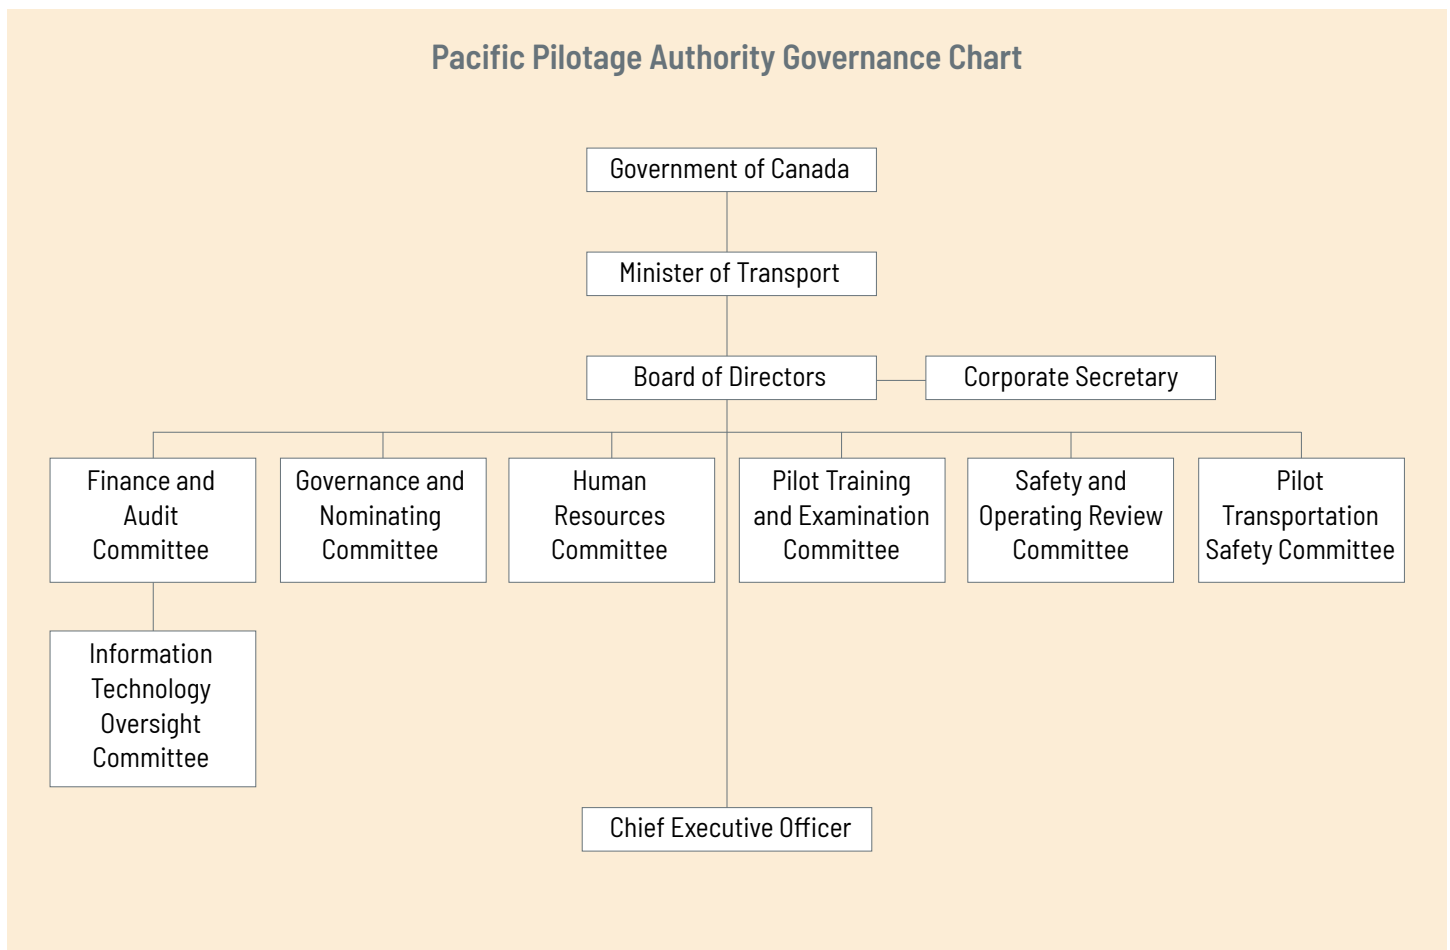 Pacific Pilotage Authority Governance Chart
Government of Canada
Minister of Transport
Board of Directors
Corporate Secretary
Finance and
Audit
Committee
Governance and
Nominating
Committee
Human
Resources
Committee
Pilot Training
and Examination
Committee
Safety and
Operating Review
Committee
Pilot
Transportation
Safety Committee
Information
Technology
Oversight
Committee
Chief Executive Officer